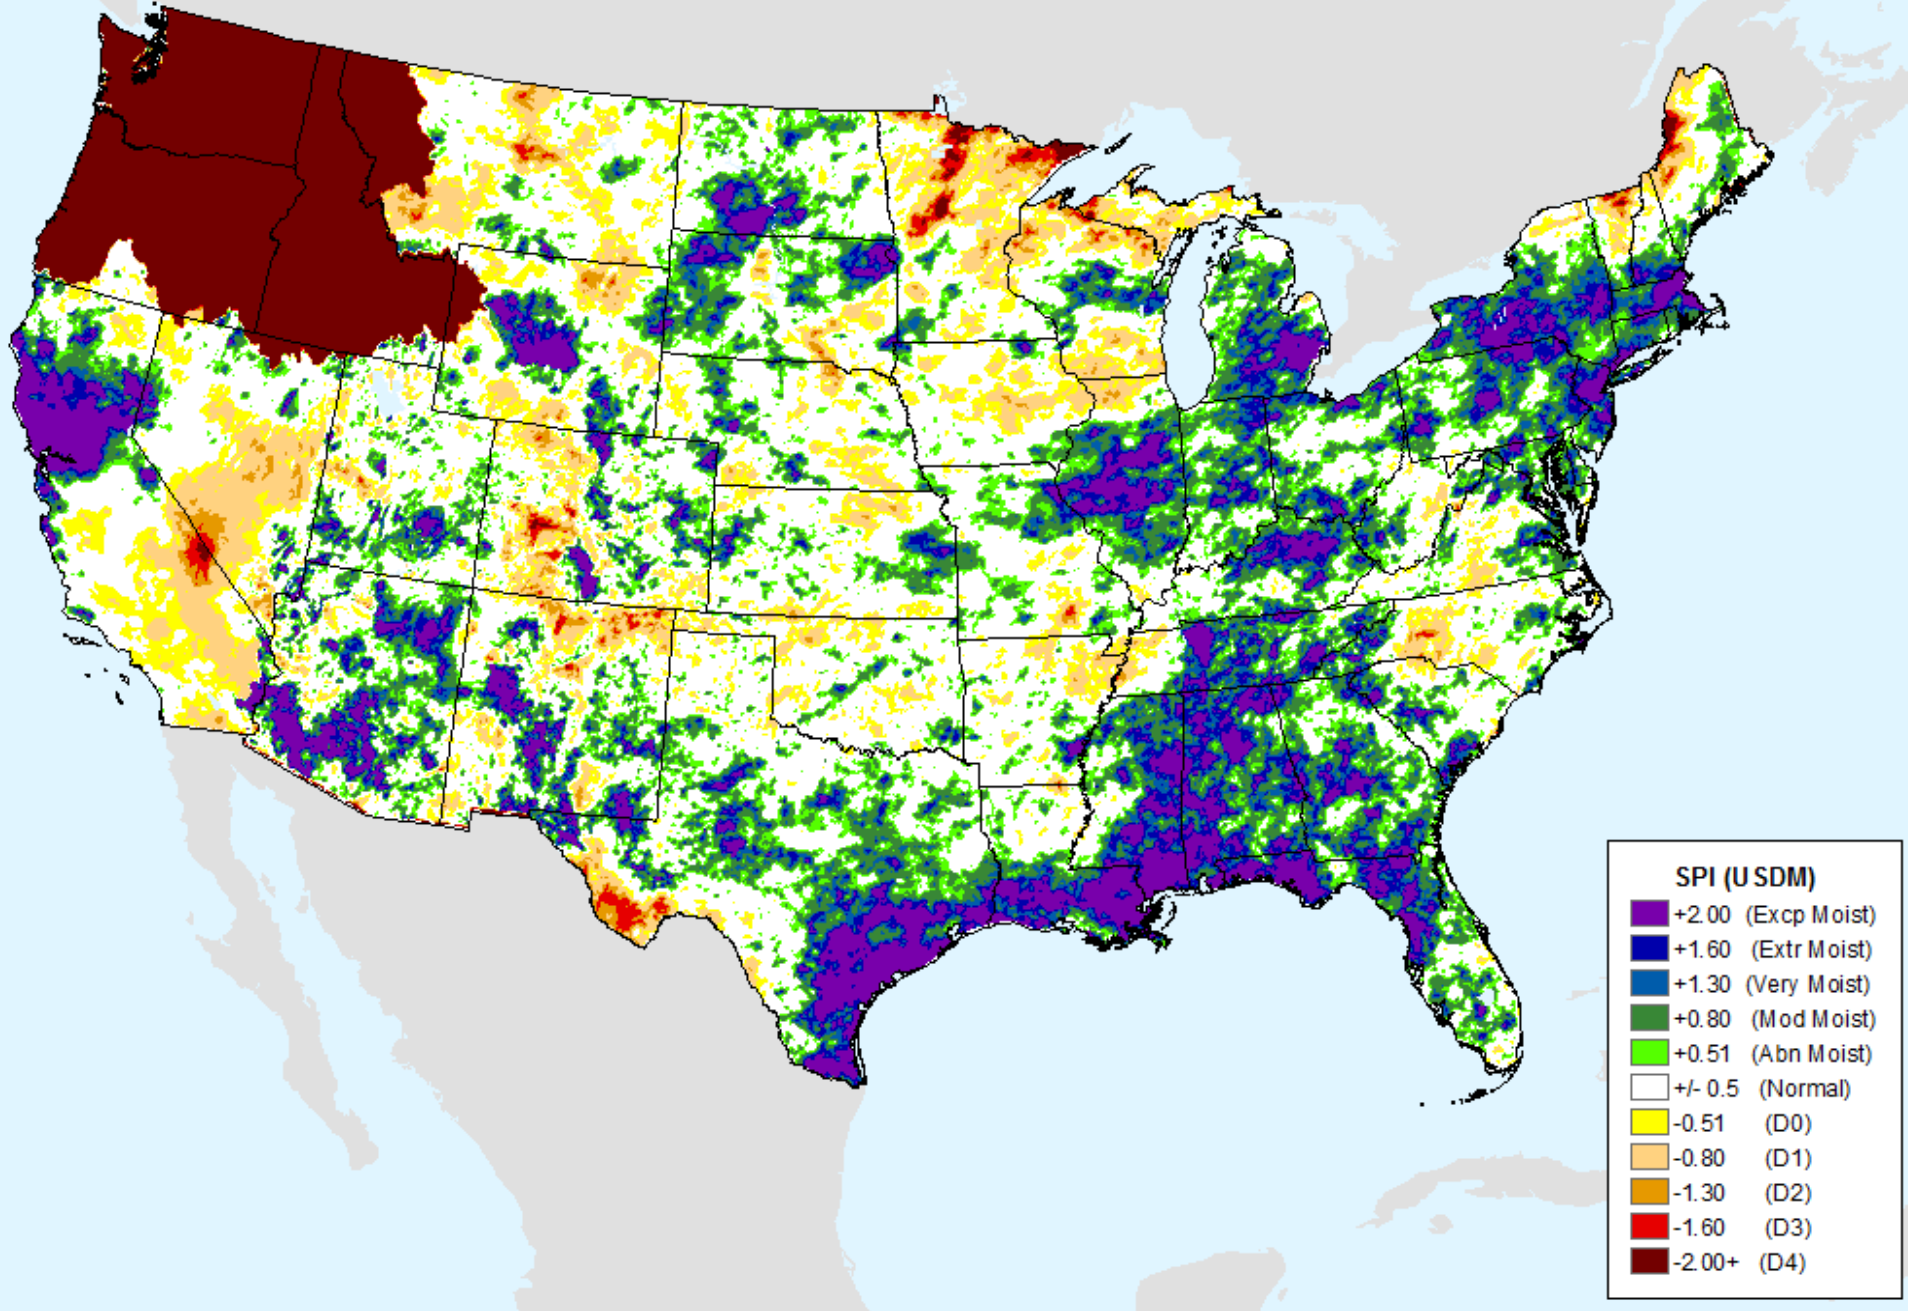 SPI (USDM)
+2.00 (Excp Moist)
+1.60 (Extr Moist)
+1.30 (Very Moist)
+0.80 (Mod Moist)
+0.51 (Abn Moist)
+/- 0.5 (Normal)
-0.51 (D0)
-0.80 (D1)
-1.30 (D2)
-1.60 (D3)
-2.00+ (D4)